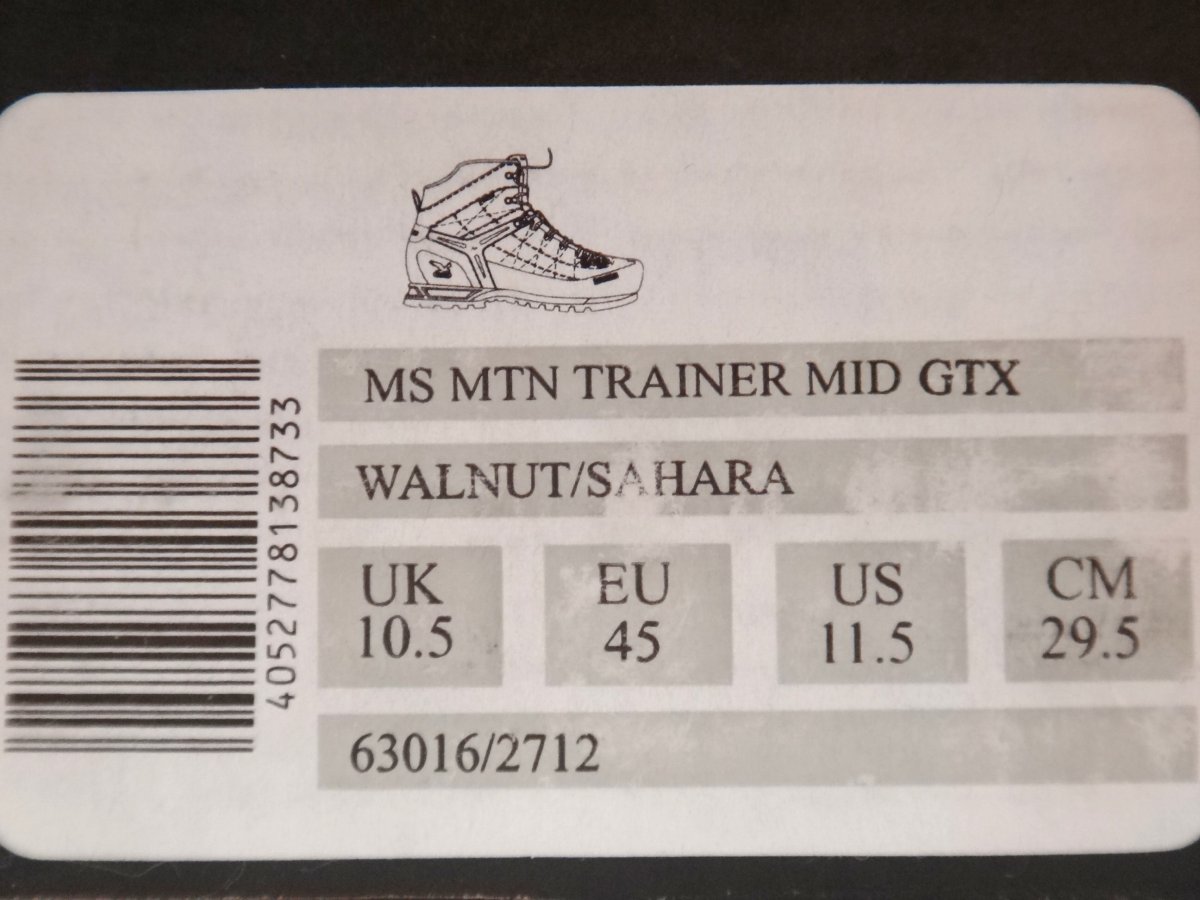 MS MTN TRAINER MID GTX
WALNUT/SAHARA
UK EU US CM
10.5 45 11.5 29.5
63016/2712
4052778138733